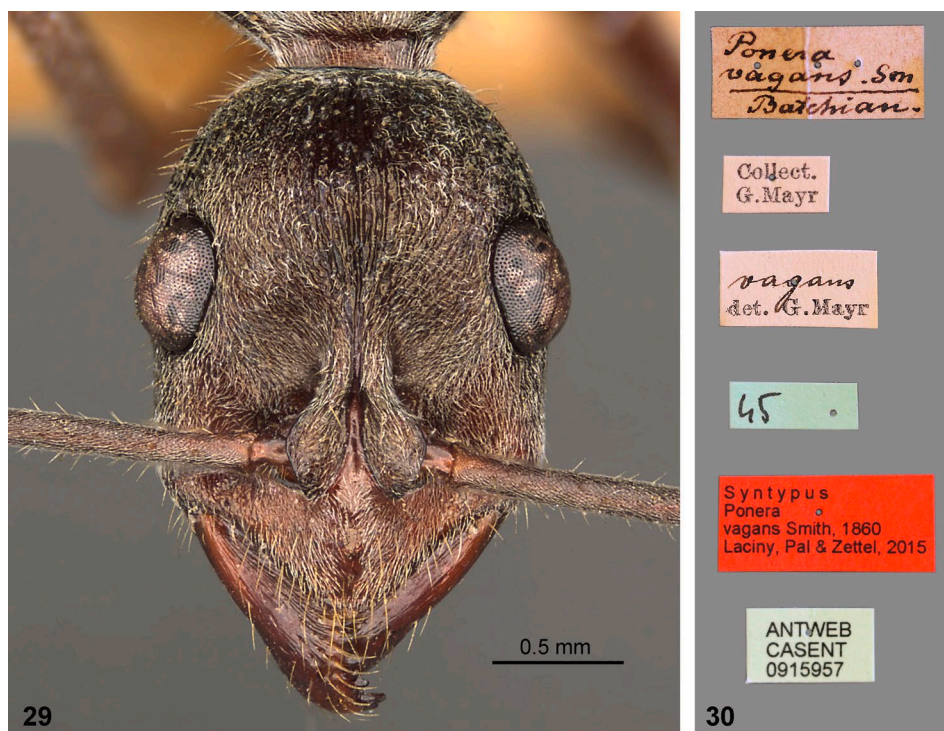 0.5 mm
29
Ponera
vagans. Sm
Batchian.
Collect.
G. Mayr
vagans
det. G. Mayr
45
Syntypus
Ponera
vagans Smith, 1860
Laciny, Pal & Zettel, 2015
ANTWEB
CASENT
0915957
30